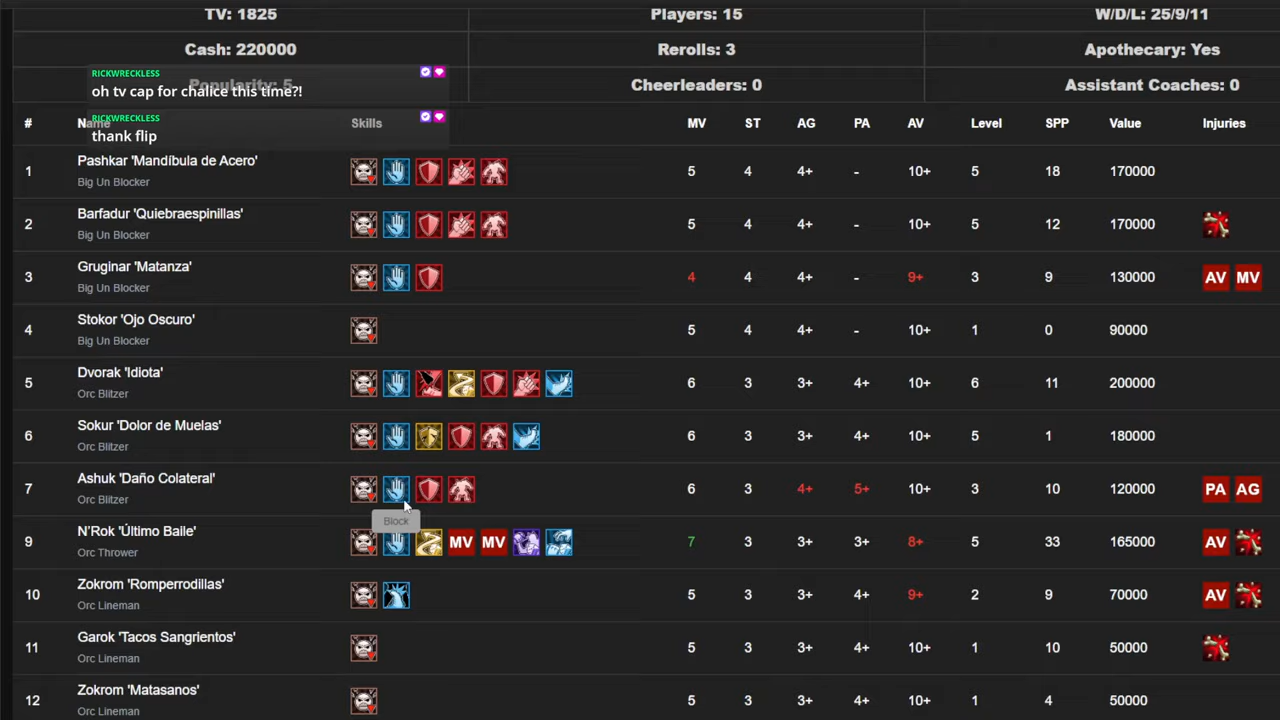 TV: 1825
Players: 15
W/D/L: 25/9/11
Cash: 220000
Rerolls: 3
Apothecary: Yes
Popularity: 5
Cheerleaders: 0
Assistant Coaches: 0
RICKWRECKLESS
oh tv cap for chalice this time?!
RICKWRECKLESS
thank flip
# Name Skills MV ST AG PA AV Level SPP Value Injuries
1 Pashkar 'Mandíbula de Acero' 5 4 4+ - 10+ 5 18 170000
Big Un Blocker
2 Barfadur 'Quiebraespinillas' 5 4 4+ - 10+ 5 12 170000
Big Un Blocker
3 Gruginar 'Matanza' 4 4 4+ - 9+ 3 9 130000 AV MV
Big Un Blocker
4 Stokor 'Ojo Oscuro' 5 4 4+ - 10+ 1 0 90000
Big Un Blocker
5 Dvorak 'Idiota' 6 3 3+ 4+ 10+ 6 11 200000
Orc Blitzer
6 Sokur 'Dolor de Muelas' 6 3 3+ 4+ 10+ 5 1 180000
Orc Blitzer
7 Ashuk 'Daño Colateral' 6 3 4+ 5+ 10+ 3 10 120000 PA AG
Orc Blitzer
Block
9 N'Rok 'Último Baile' MV MV 7 3 3+ 3+ 8+ 5 33 165000 AV
Orc Thrower
10 Zokrom 'Romperrodillas' 5 3 3+ 4+ 9+ 2 9 70000 AV
Orc Lineman
11 Garok 'Tacos Sangrientos' 5 3 3+ 4+ 10+ 1 10 50000
Orc Lineman
12 Zokrom 'Matasanos' 5 3 3+ 4+ 10+ 1 4 50000
Orc Lineman